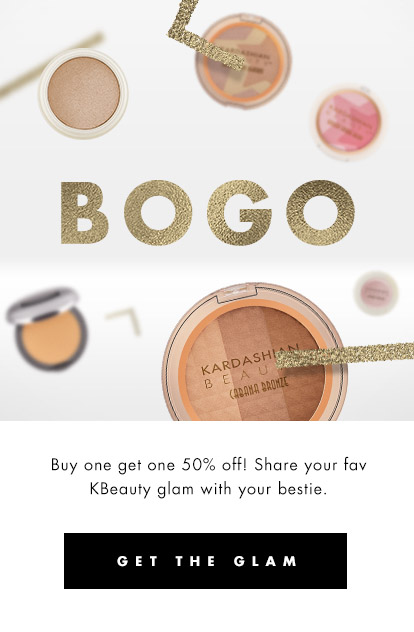 BOGO
KARDASHIAN
BEAUTY
CABANA BRONZE
Buy one get one 50% off! Share your fav
KBeauty glam with your bestie.
GET THE GLAM